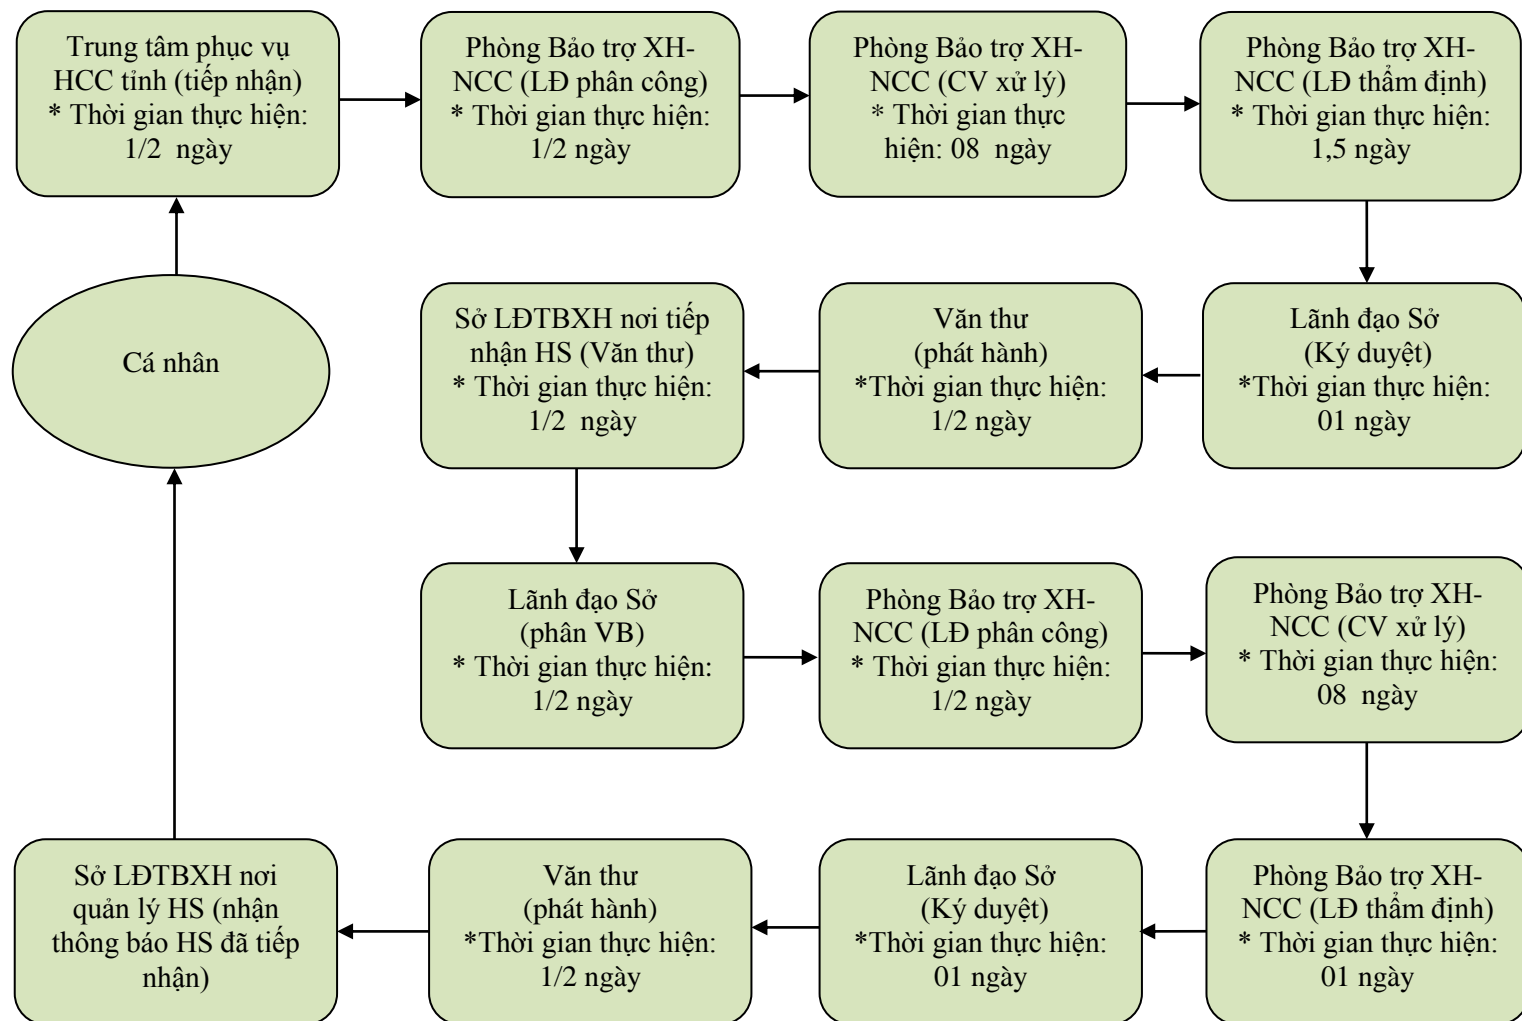 Trung tâm phục vụ
HCC tỉnh (tiếp nhận)
* Thời gian thực hiện:
1/2 ngày
Phòng Bảo trợ XH-
NCC (LĐ phân công)
* Thời gian thực hiện:
1/2 ngày
Phòng Bảo trợ XH-
NCC (CV xử lý)
* Thời gian thực
hiện: 08 ngày
Phòng Bảo trợ XH-
NCC (LĐ thẩm định)
* Thời gian thực hiện:
1,5 ngày
Cá nhân
Sở LĐTBXH nơi tiếp
nhận HS (Văn thư)
* Thời gian thực hiện:
1/2 ngày
Văn thư
(phát hành)
*Thời gian thực hiện:
1/2 ngày
Lãnh đạo Sở
(Ký duyệt)
*Thời gian thực hiện:
01 ngày
Lãnh đạo Sở
(phân VB)
* Thời gian thực hiện:
1/2 ngày
Phòng Bảo trợ XH-
NCC (LĐ phân công)
* Thời gian thực hiện:
1/2 ngày
Phòng Bảo trợ XH-
NCC (CV xử lý)
* Thời gian thực hiện:
08 ngày
Sở LĐTBXH nơi
quản lý HS (nhận
thông báo HS đã tiếp
nhận)
Văn thư
(phát hành)
*Thời gian thực hiện:
1/2 ngày
Lãnh đạo Sở
(Ký duyệt)
*Thời gian thực hiện:
01 ngày
Phòng Bảo trợ XH-
NCC (LĐ thẩm định)
* Thời gian thực hiện:
01 ngày